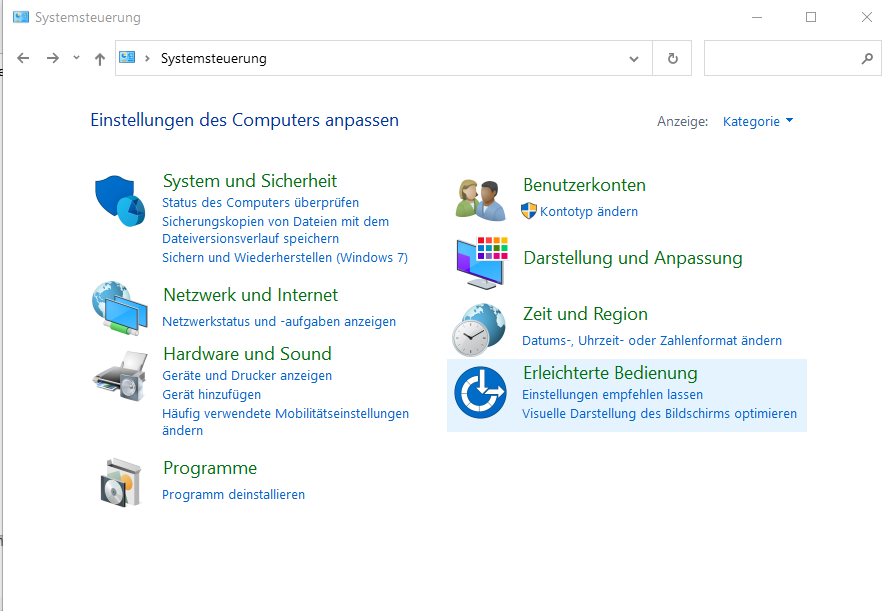 Systemsteuerung
Systemsteuerung
Einstellungen des Computers anpassen
Anzeige: Kategorie
System und Sicherheit
Status des Computers überprüfen
Sicherungskopien von Dateien mit dem
Dateiversionsverlauf speichern
Sichern und Wiederherstellen (Windows 7)
Netzwerk und Internet
Netzwerkstatus und -aufgaben anzeigen
Hardware und Sound
Geräte und Drucker anzeigen
Gerät hinzufügen
Häufig verwendete Mobilitätseinstellungen
ändern
Programme
Programm deinstallieren
Benutzerkonten
Kontotyp ändern
Darstellung und Anpassung
Zeit und Region
Datums-, Uhrzeit- oder Zahlenformat ändern
Erleichterte Bedienung
Einstellungen empfehlen lassen
Visuelle Darstellung des Bildschirms optimieren